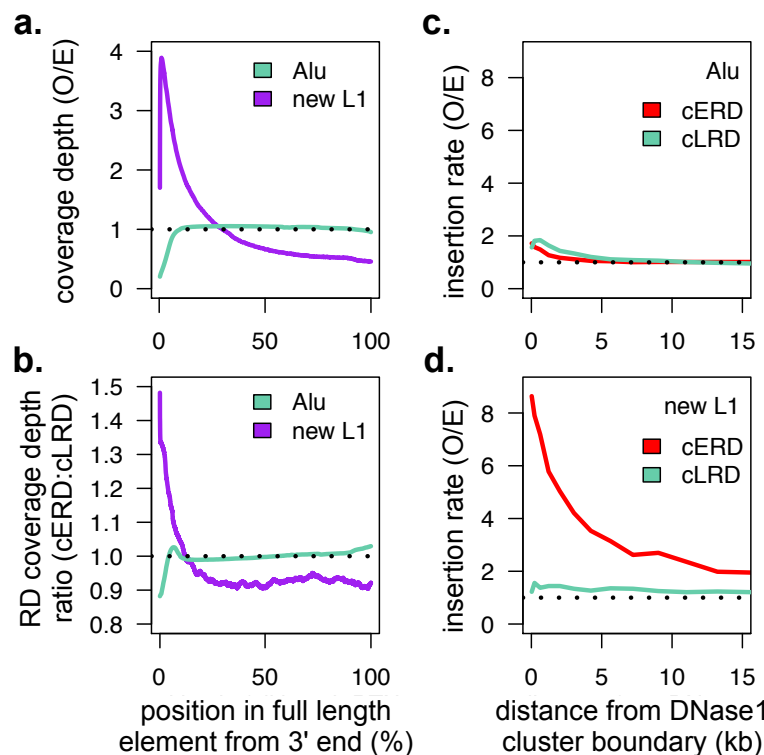 a.
coverage depth (O/E)
4
3
2
1
0
Alu
new L1
0
50
100
b.
RD coverage depth
ratio (cERD:cLRD)
1.5
1.4
1.3
1.2
1.1
1.0
0.9
0.8
Alu
new L1
0
50
100
position in full length
element from 3' end (%)
c.
insertion rate (O/E)
8
6
4
2
0
Alu
cERD
cLRD
0
5
10
15
d.
insertion rate (O/E)
8
6
4
2
0
new L1
cERD
cLRD
0
5
10
15
distance from DNase1
cluster boundary (kb)